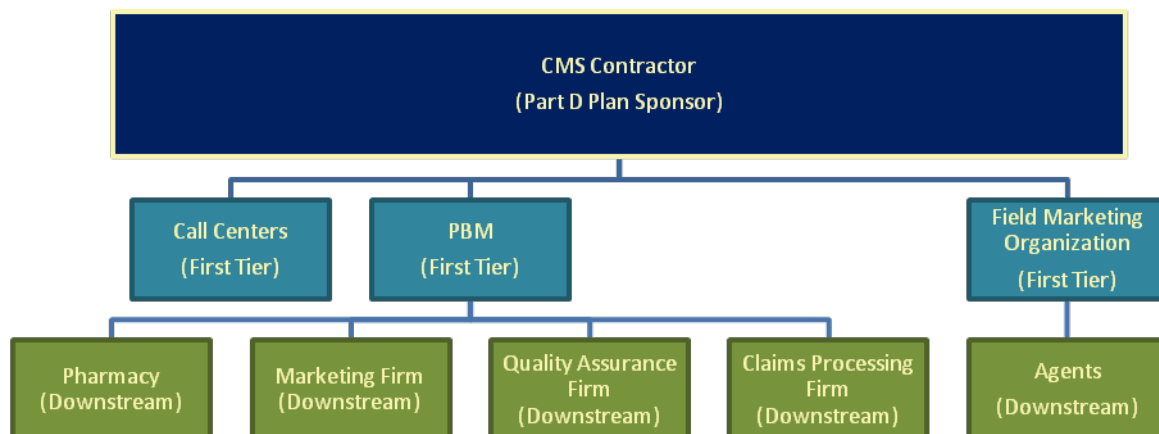 CMS Contractor
(Part D Plan Sponsor)
Call Centers
(First Tier)
PBM
(First Tier)
Field Marketing
Organization
(First Tier)
Pharmacy
(Downstream)
Marketing Firm
(Downstream)
Quality Assurance
Firm
(Downstream)
Claims Processing
Firm
(Downstream)
Agents
(Downstream)